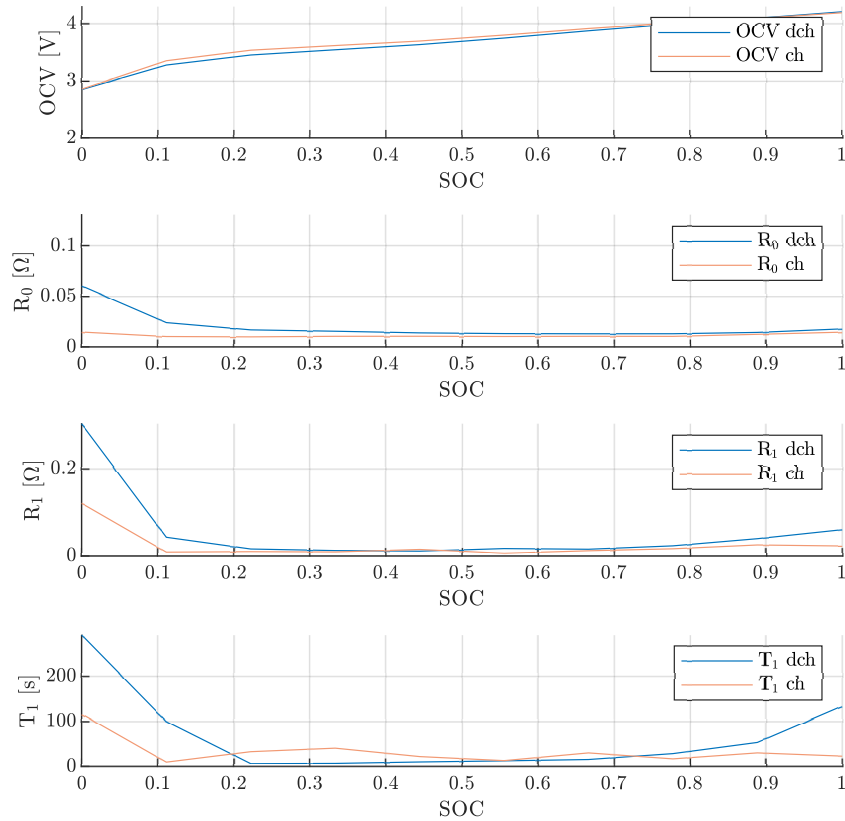 OCV [V]
4
3
2
0 0.1 0.2 0.3 0.4 0.5 0.6 0.7 0.8 0.9 1
SOC
OCV dch
OCV ch
R₀ [Ω]
0.1
0.05
0
0 0.1 0.2 0.3 0.4 0.5 0.6 0.7 0.8 0.9 1
SOC
R₀ dch
R₀ ch
R₁ [Ω]
0.2
0
0 0.1 0.2 0.3 0.4 0.5 0.6 0.7 0.8 0.9 1
SOC
R₁ dch
R₁ ch
T₁ [s]
200
100
0
0 0.1 0.2 0.3 0.4 0.5 0.6 0.7 0.8 0.9 1
SOC
T₁ dch
T₁ ch